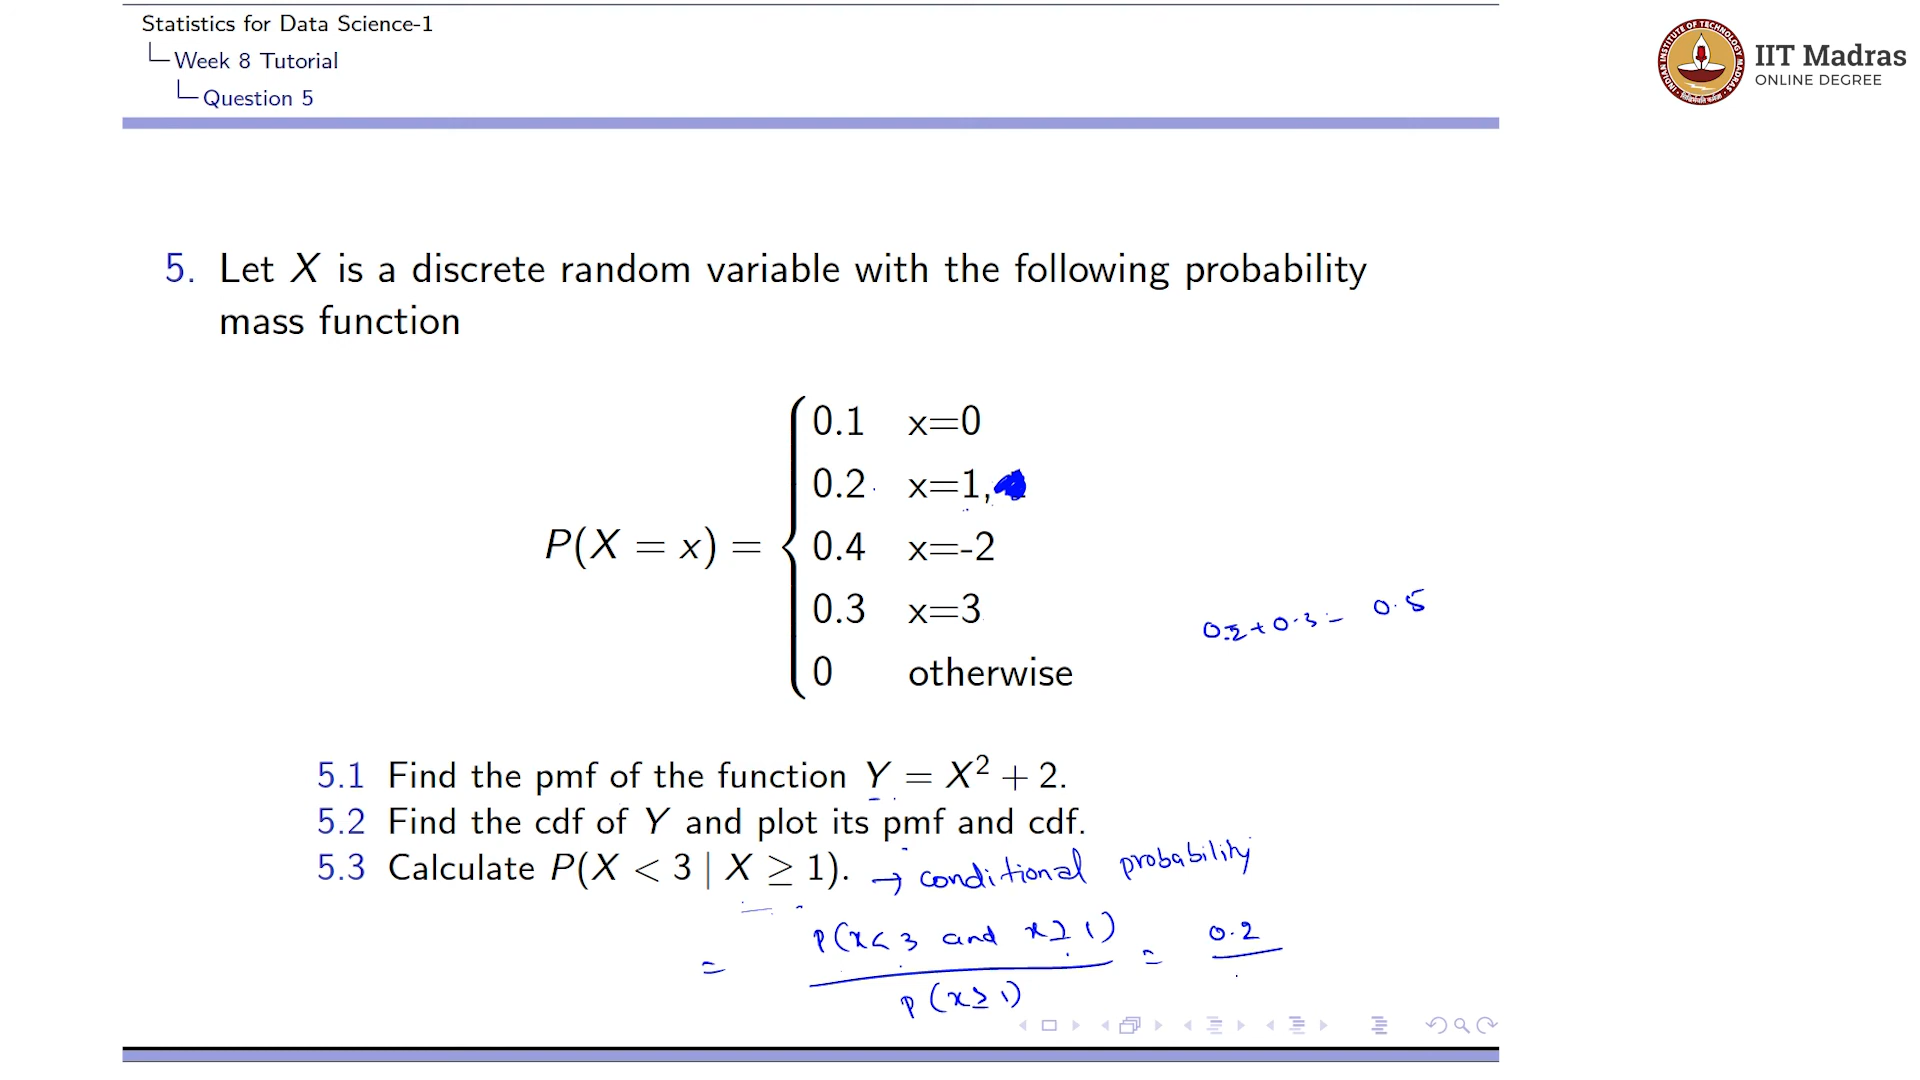 Statistics for Data Science-1
Week 8 Tutorial
Question 5
IIT Madras
ONLINE DEGREE
5. Let X is a discrete random variable with the following probability
mass function
0.1 x=0
0.2 x=1,
P(X = x) = 0.4 x=-2
0.3 x=3
0.2+0.3= 0.5
0 otherwise
5.1 Find the pmf of the function Y = X² + 2.
5.2 Find the cdf of Y and plot its pmf and cdf.
5.3 Calculate P(X < 3 | X ≥ 1). → conditional probability
= P(x<3 and x≥1) = 0.2
P(x≥1)